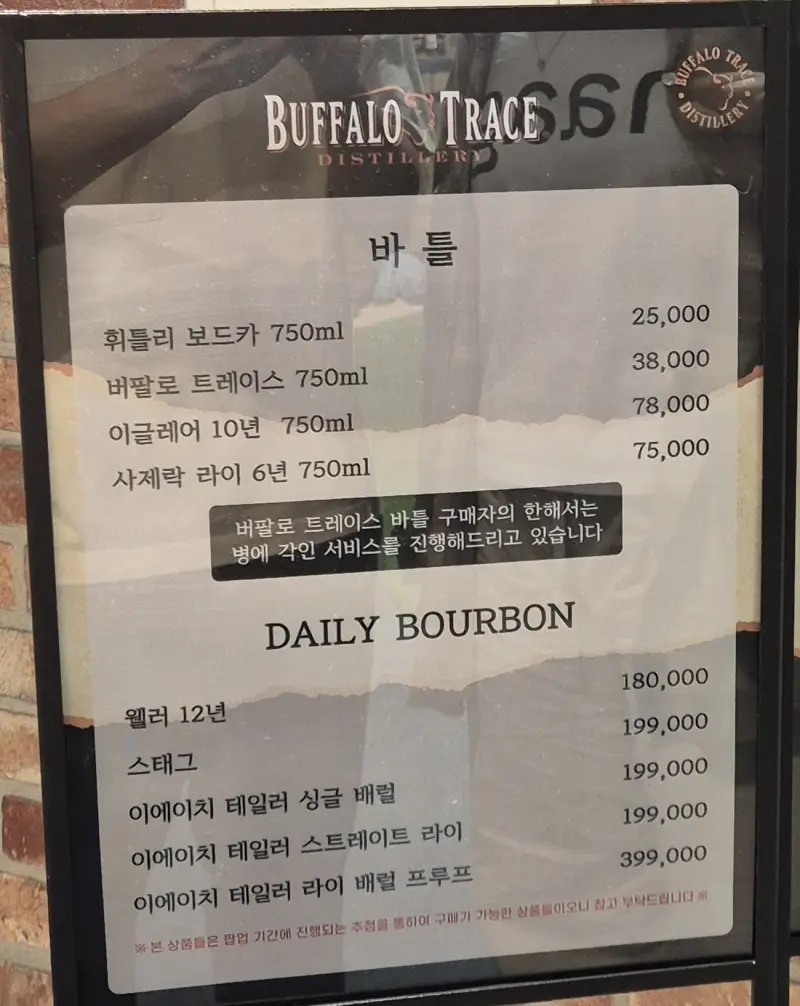 BUFFALO TRACE
DISTILLERY
BUFFALO TRACE
DISTILLERY
바틀
휘틀리 보드카 750ml 25,000
버팔로 트레이스 750ml 38,000
이글레어 10년 750ml 78,000
사제락 라이 6년 750ml 75,000
버팔로 트레이스 바틀 구매자의 한해서는
병에 각인 서비스를 진행해드리고 있습니다
DAILY BOURBON
웰러 12년 180,000
스태그 199,000
이에이치 테일러 싱글 배럴 199,000
이에이치 테일러 스트레이트 라이 199,000
이에이치 테일러 라이 배럴 프루프 399,000
※본 상품들은 팝업 기간에 진행되는 추첨을 통하여 구매가 가능한 상품들이오니 참고 부탁드립니다※